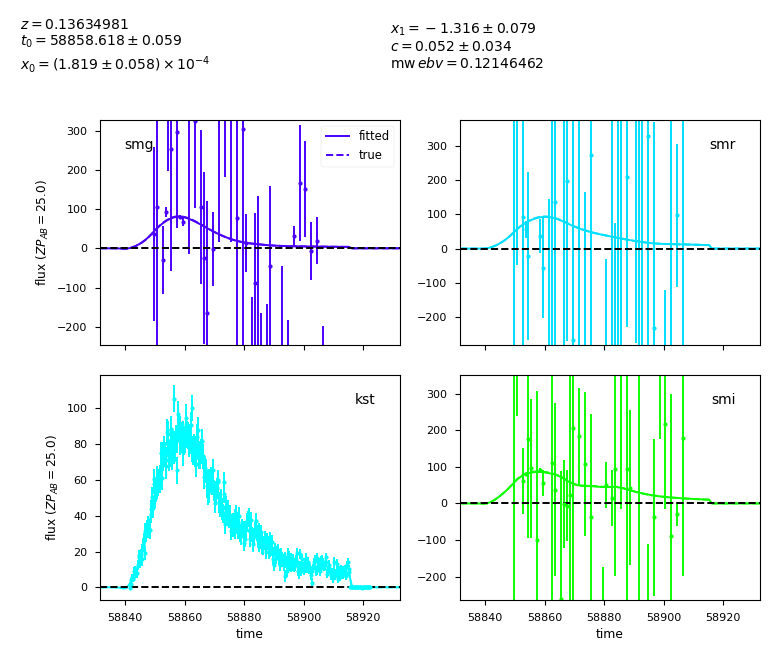 z = 0.13634981
t₀ = 58858.618 ± 0.059
x₀ = (1.819 ± 0.058) × 10⁻⁴
x₁ = −1.316 ± 0.079
c = 0.052 ± 0.034
mw ebv = 0.12146462
smg
fitted
true
300
200
100
0
−100
−200
flux (ZP_AB = 25.0)
smr
300
200
100
0
−100
−200
kst
100
80
60
40
20
0
flux (ZP_AB = 25.0)
58840 58860 58880 58900 58920
time
smi
300
200
100
0
−100
−200
58840 58860 58880 58900 58920
time